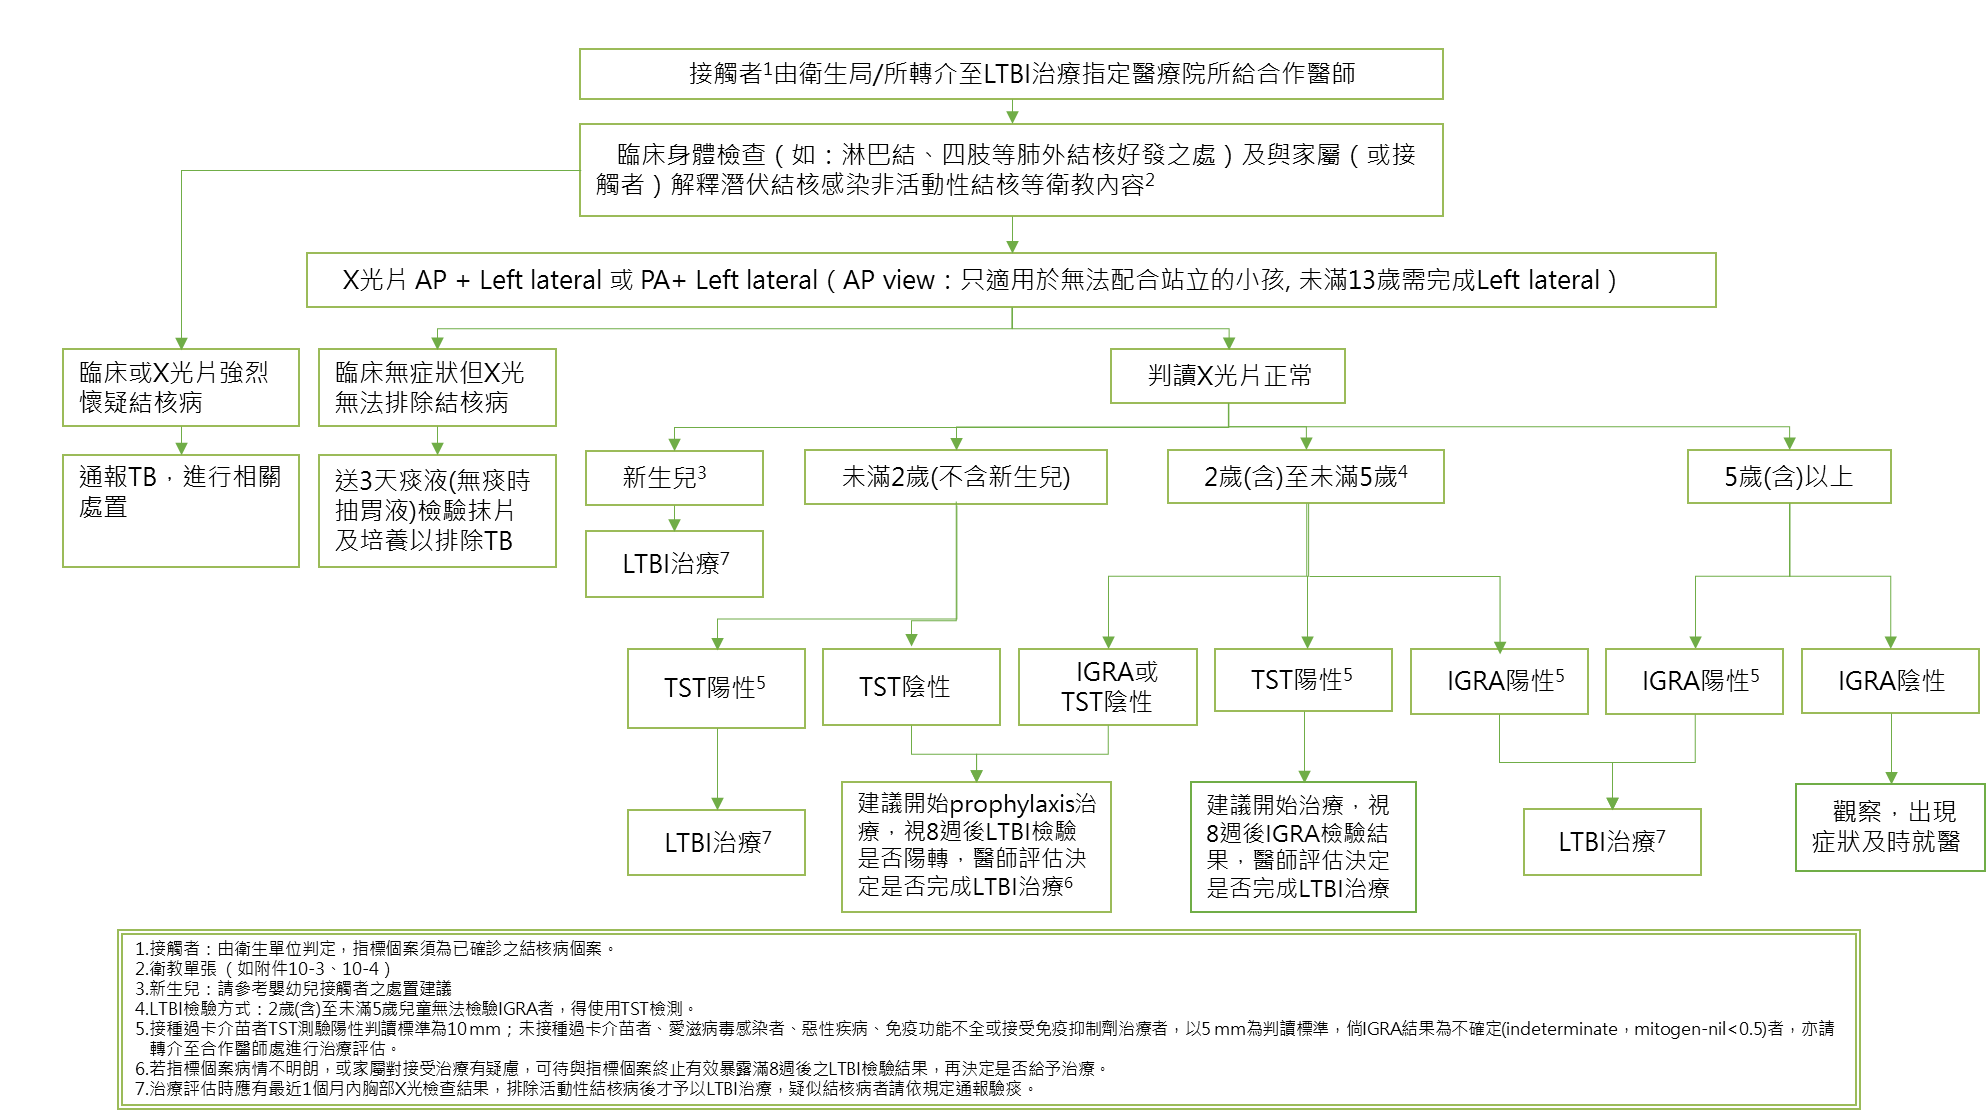 接觸者1由衛生局/所轉介至LTBI治療指定醫療院所給合作醫師
臨床身體檢查（如：淋巴結、四肢等肺外結核好發之處）及與家屬（或接
觸者）解釋潛伏結核感染非活動性結核等衛教內容2
X光片 AP + Left lateral 或 PA+ Left lateral（AP view：只適用於無法配合站立的小孩, 未滿13歲需完成Left lateral）
臨床或X光片強烈
懷疑結核病
臨床無症狀但X光
無法排除結核病
判讀X光片正常
通報TB，進行相關
處置
送3天痰液(無痰時
抽胃液)檢驗抹片
及培養以排除TB
新生兒3
未滿2歲(不含新生兒)
2歲(含)至未滿5歲4
5歲(含)以上
LTBI治療7
TST陽性5
TST陰性
IGRA或
TST陰性
TST陽性5
IGRA陽性5
IGRA陽性5
IGRA陰性
LTBI治療7
建議開始prophylaxis治
療，視8週後LTBI檢驗
是否陽轉，醫師評估決
定是否完成LTBI治療6
建議開始治療，視
8週後IGRA檢驗結
果，醫師評估決定
是否完成LTBI治療
LTBI治療7
觀察，出現
症狀及時就醫
1.接觸者：由衛生單位判定，指標個案須為已確診之結核病個案。
2.衛教單張（如附件10-3、10-4）
3.新生兒：請參考嬰幼兒接觸者之處置建議
4.LTBI檢驗方式：2歲(含)至未滿5歲兒童無法檢驗IGRA者，得使用TST檢測。
5.接種過卡介苗者TST測驗陽性判讀標準為10 mm；未接種過卡介苗者、愛滋病毒感染者、惡性疾病、免疫功能不全或接受免疫抑制劑治療者，以5 mm為判讀標準，倘IGRA結果為不確定(indeterminate，mitogen-nil<0.5)者，亦請
轉介至合作醫師處進行治療評估。
6.若指標個案病情不明朗，或家屬對接受治療有疑慮，可待與指標個案終止有效暴露滿8週後之LTBI檢驗結果，再決定是否給予治療。
7.治療評估時應有最近1個月內胸部X光檢查結果，排除活動性結核病後才予以LTBI治療，疑似結核病者請依規定通報驗痰。